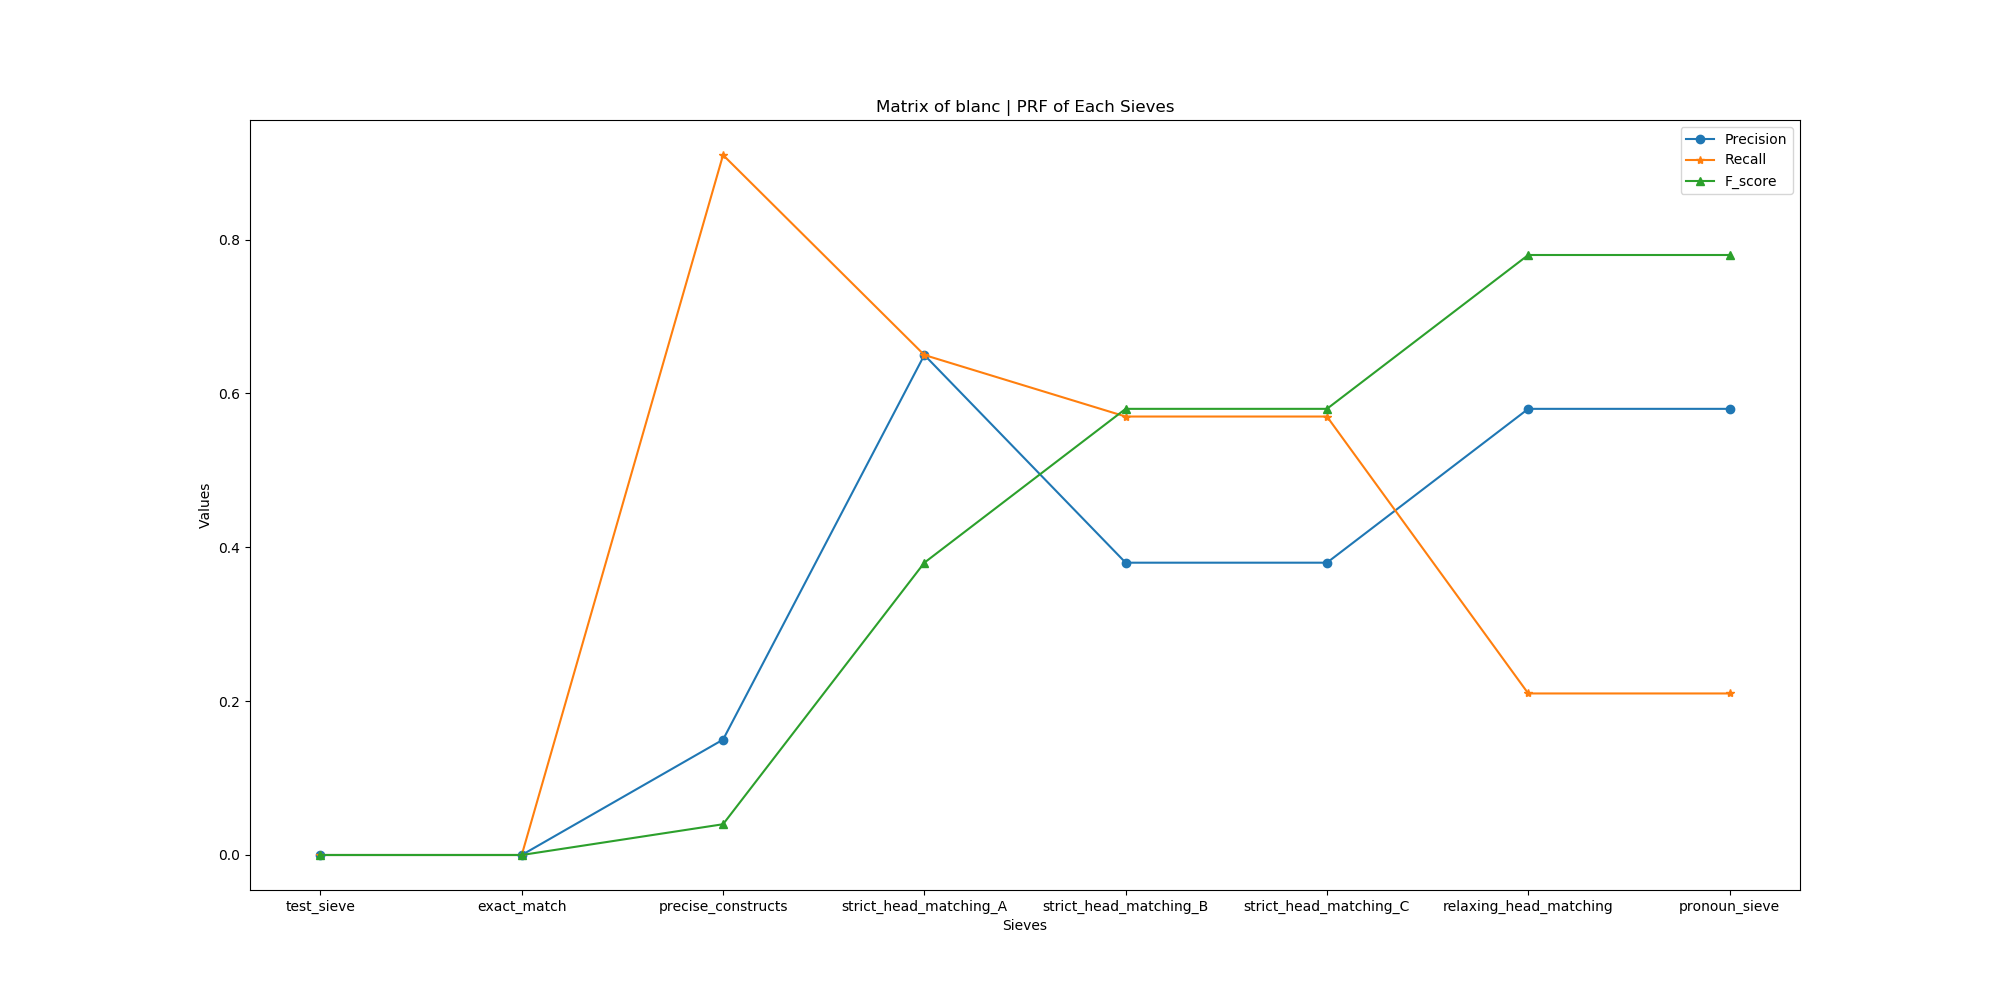 Matrix of blanc | PRF of Each Sieves
Precision
Recall
F_score
Values
0.8
0.6
0.4
0.2
0.0
test_sieve exact_match precise_constructs strict_head_matching_A strict_head_matching_B strict_head_matching_C relaxing_head_matching pronoun_sieve
Sieves